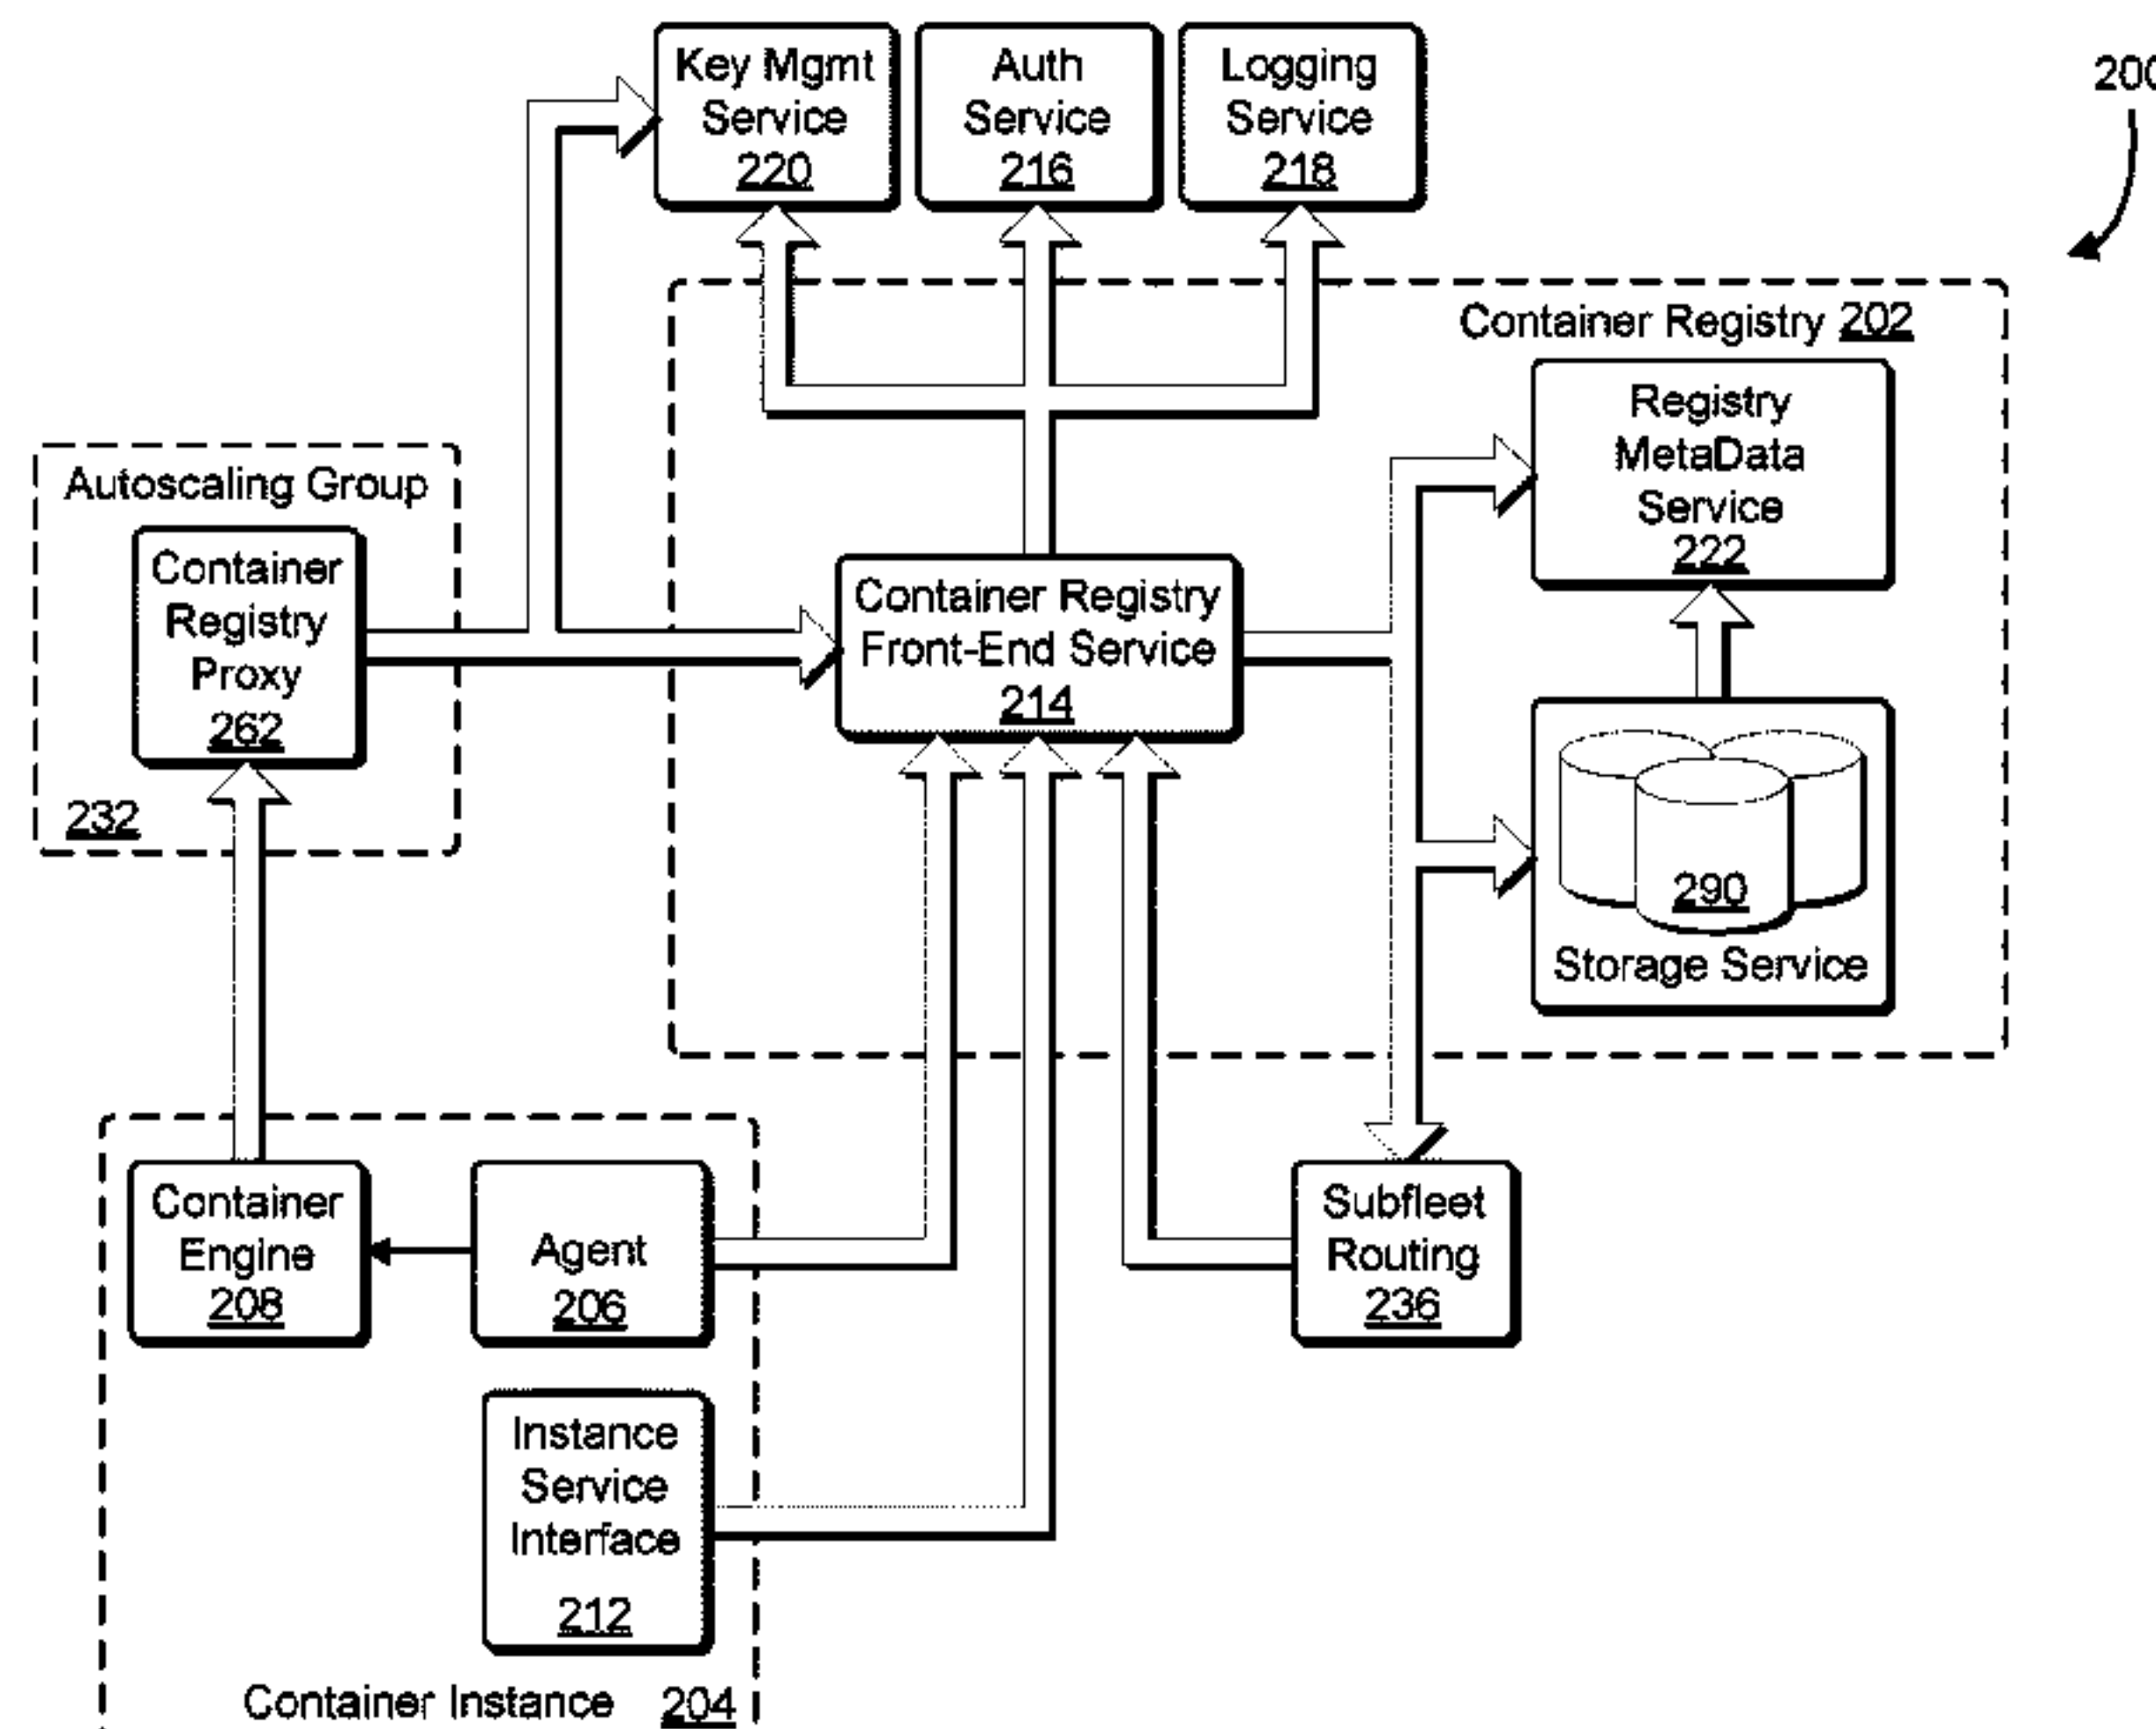 Key Mgmt
Service
220
Auth
Service
216
Logging
Service
218
200
Container Registry 202
Registry
MetaData
Service
222
Autoscaling Group
Container
Registry
Proxy
262
232
Container Registry
Front-End Service
214
290
Storage Service
Container
Engine
208
Agent
206
Subfleet
Routing
236
Instance
Service
Interface
212
Container Instance 204